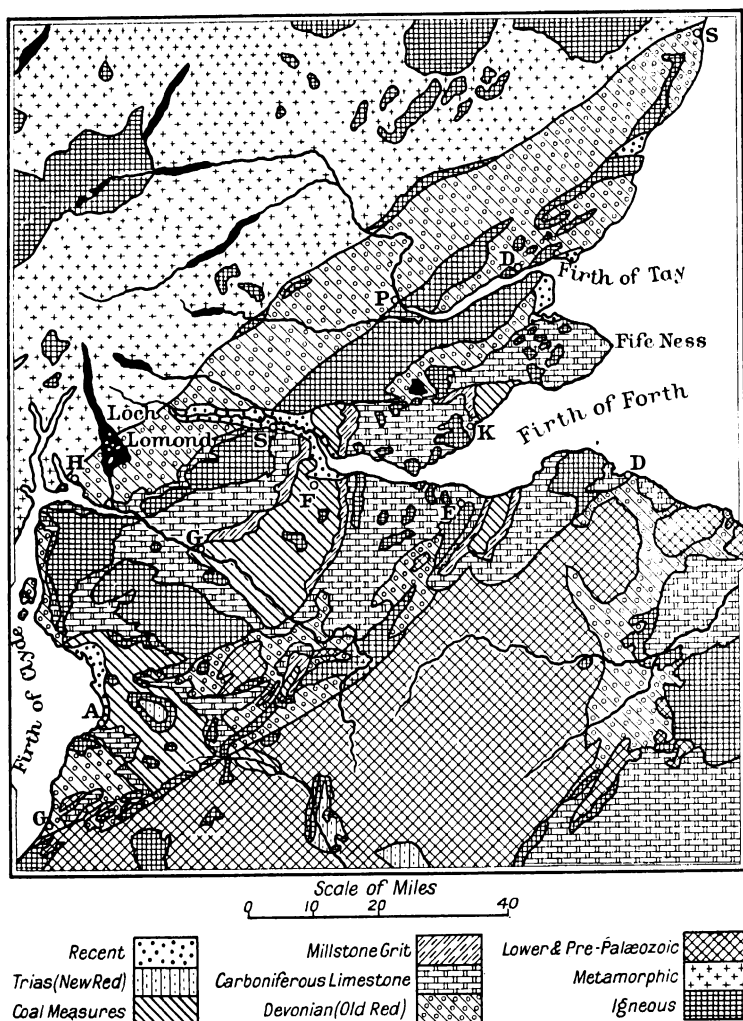 S
D
Firth of Tay
P
Fife Ness
Loch
Lomond
S
K
Firth of Forth
H
D
F
E
G
Firth of Clyde
A
G
Scale of Miles
0 10 20 40
Recent
Trias (New Red)
Coal Measures
Millstone Grit
Carboniferous Limestone
Devonian (Old Red)
Lower & Pre-Palæozoic
Metamorphic
Igneous